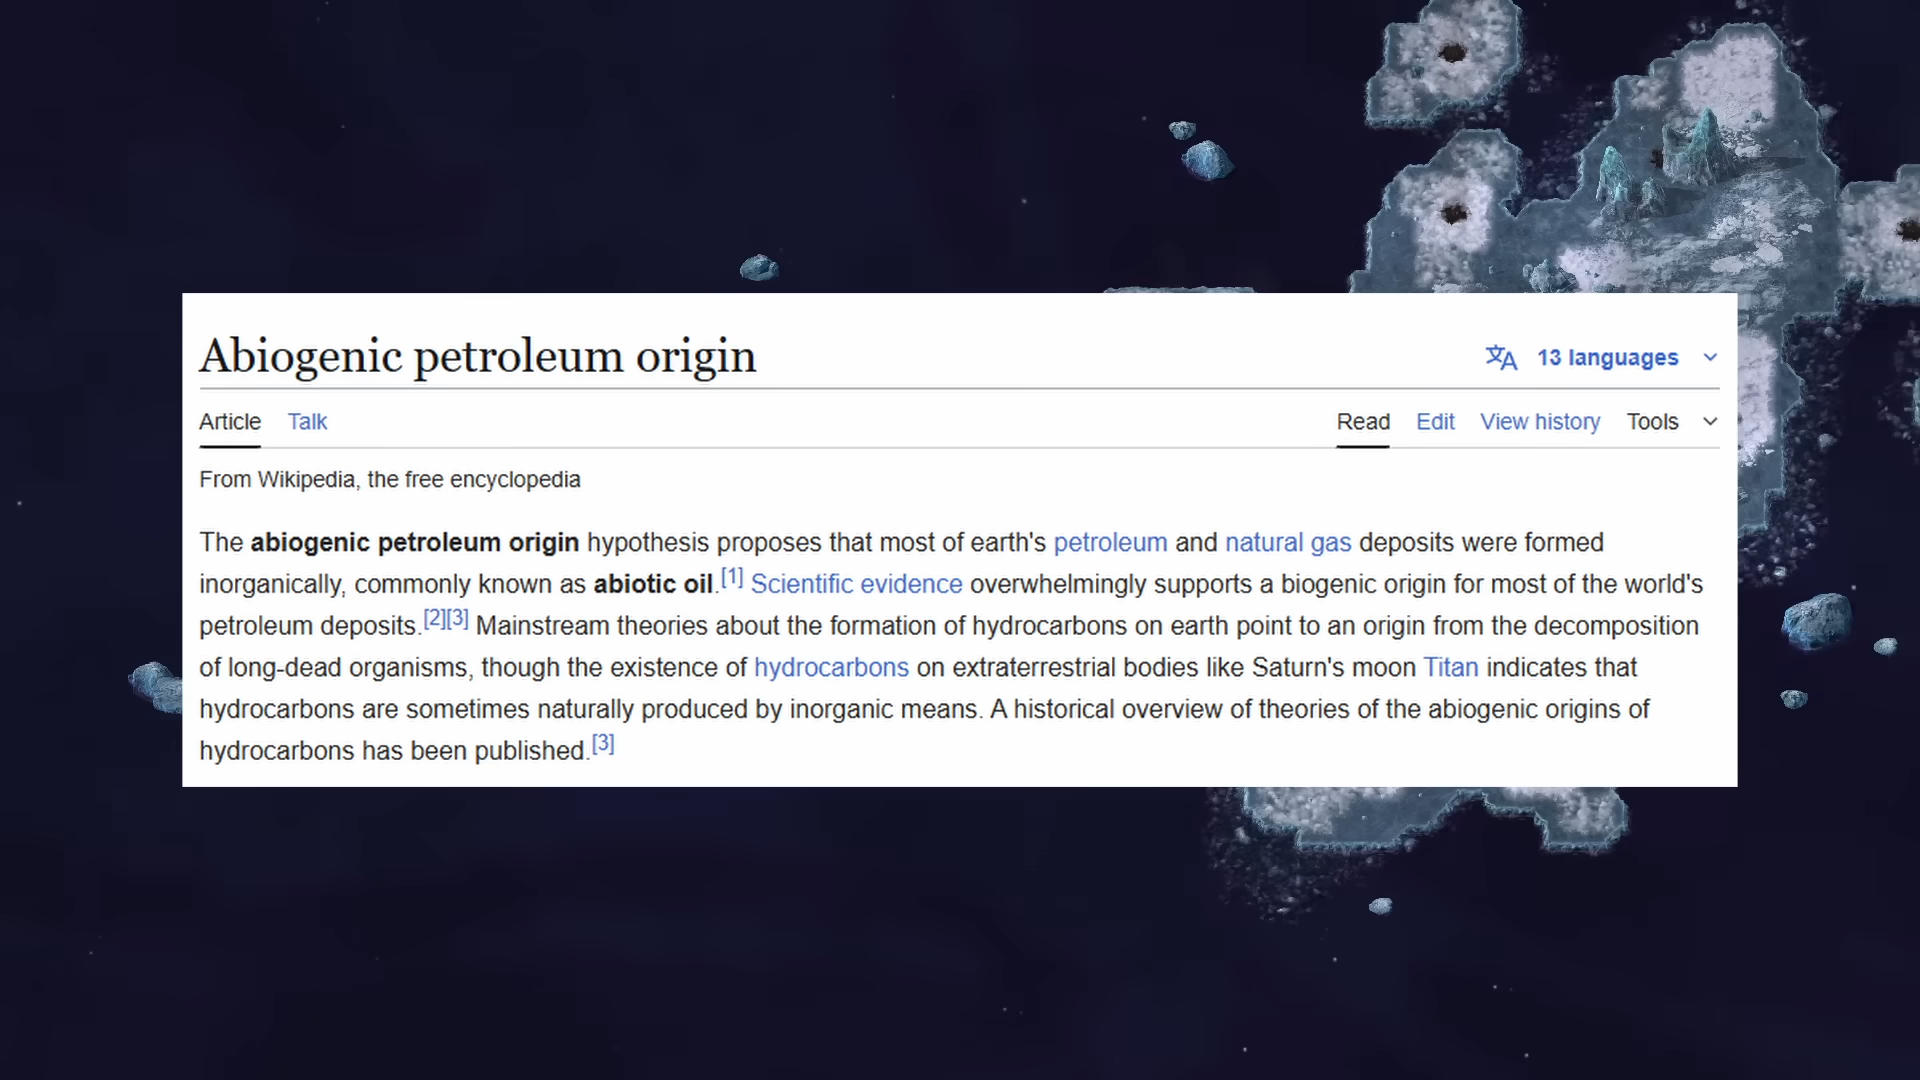 Abiogenic petroleum origin
13 languages
Article Talk
Read Edit View history Tools
From Wikipedia, the free encyclopedia
The abiogenic petroleum origin hypothesis proposes that most of earth's petroleum and natural gas deposits were formed
inorganically, commonly known as abiotic oil.[1] Scientific evidence overwhelmingly supports a biogenic origin for most of the world's
petroleum deposits.[2][3] Mainstream theories about the formation of hydrocarbons on earth point to an origin from the decomposition
of long-dead organisms, though the existence of hydrocarbons on extraterrestrial bodies like Saturn's moon Titan indicates that
hydrocarbons are sometimes naturally produced by inorganic means. A historical overview of theories of the abiogenic origins of
hydrocarbons has been published.[3]